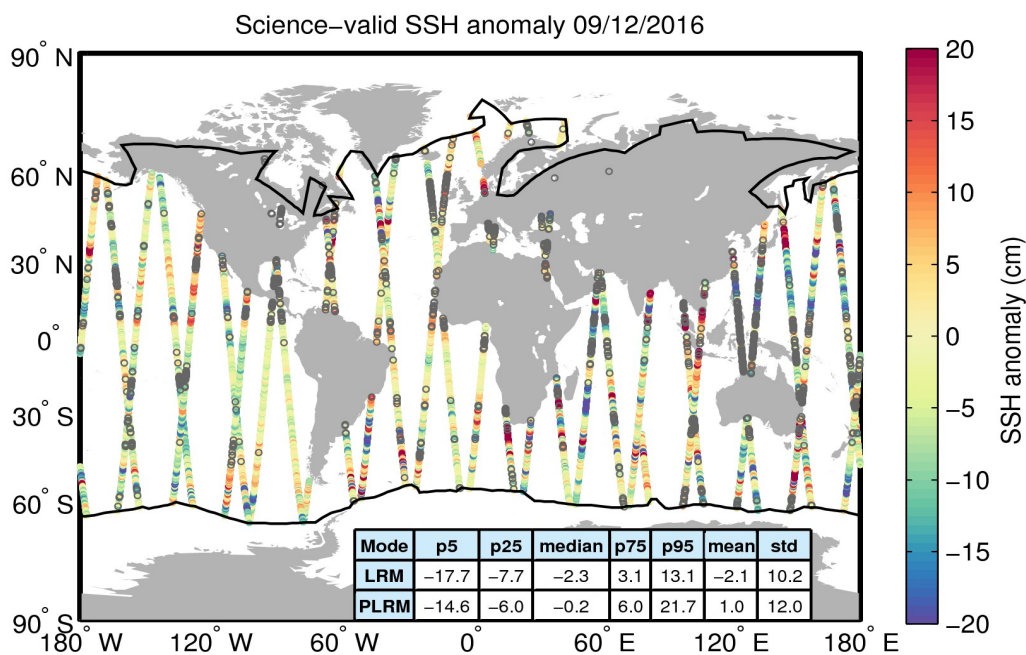 Science−valid SSH anomaly 09/12/2016
90° N
60° N
30° N
0°
30° S
60° S
90° S
180° W
120° W
60° W
0°
60° E
120° E
180° E
Mode p5 p25 median p75 p95 mean std
LRM −17.7 −7.7 −2.3 3.1 13.1 −2.1 10.2
PLRM −14.6 −6.0 −0.2 6.0 21.7 1.0 12.0
20
15
10
5
0
−5
−10
−15
−20
SSH anomaly (cm)